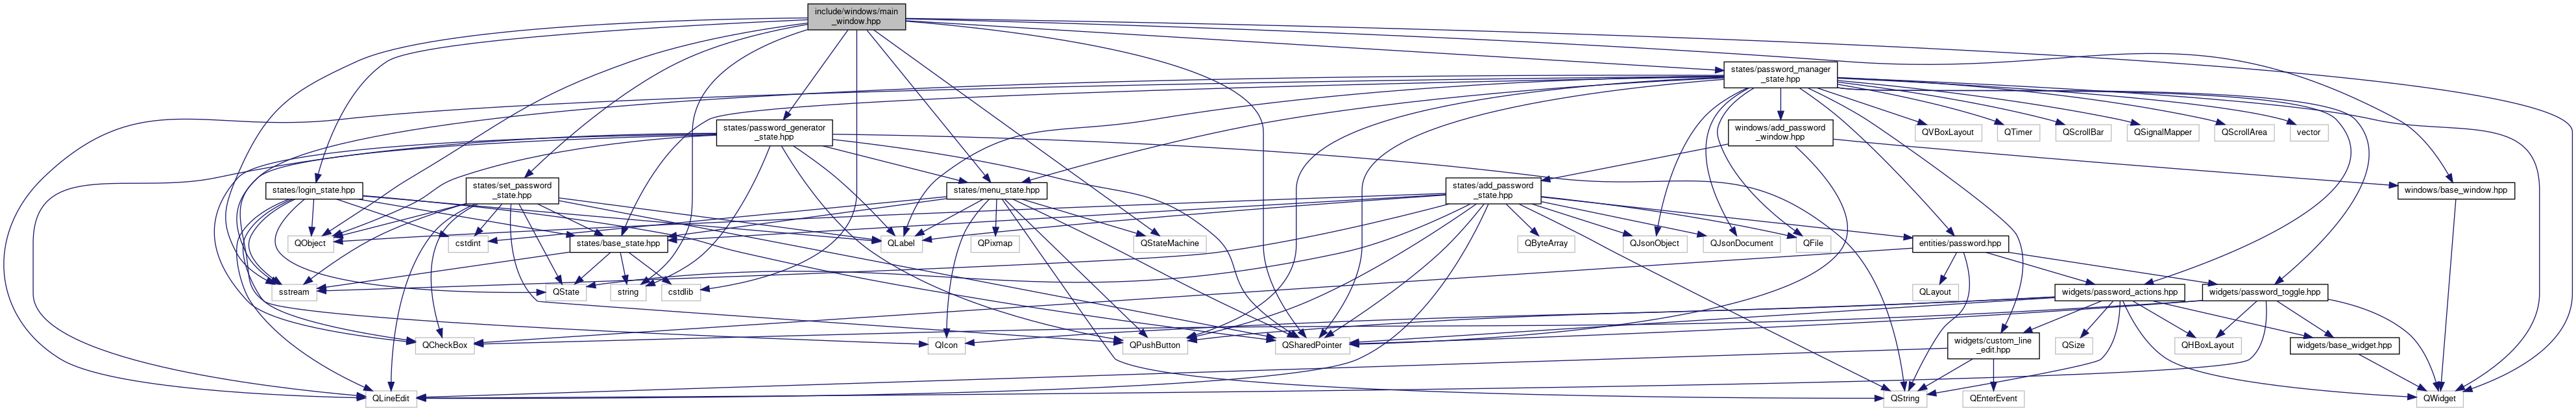 include/windows/main
_window.hpp
states/password_manager
_state.hpp
states/password_generator
_state.hpp
windows/add_password
_window.hpp
QVBoxLayout
QTimer
QScrollBar
QSignalMapper
QScrollArea
vector
states/login_state.hpp
states/set_password
_state.hpp
states/menu_state.hpp
states/add_password
_state.hpp
windows/base_window.hpp
QObject
cstdint
states/base_state.hpp
QLabel
QPixmap
QStateMachine
QByteArray
QJsonObject
QJsonDocument
QFile
entities/password.hpp
sstream
QState
string
cstdlib
QLayout
widgets/password_actions.hpp
widgets/password_toggle.hpp
QCheckBox
QIcon
QPushButton
QSharedPointer
widgets/custom_line
_edit.hpp
QSize
QHBoxLayout
widgets/base_widget.hpp
QLineEdit
QString
QEnterEvent
QWidget